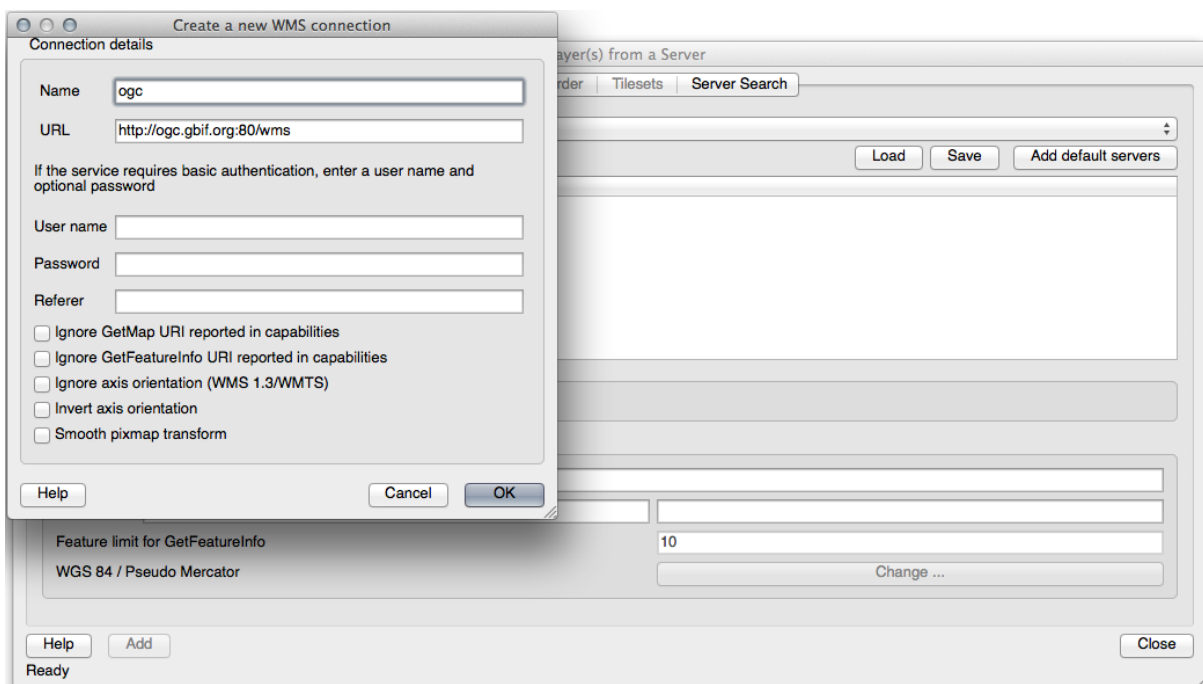 Create a new WMS connection
Connection details
Name ogc
URL http://ogc.gbif.org:80/wms
If the service requires basic authentication, enter a user name and
optional password
User name
Password
Referer
Ignore GetMap URI reported in capabilities
Ignore GetFeatureInfo URI reported in capabilities
Ignore axis orientation (WMS 1.3/WMTS)
Invert axis orientation
Smooth pixmap transform
Help Cancel OK
ayer(s) from a Server
rder Tilesets Server Search
Load Save Add default servers
Feature limit for GetFeatureInfo 10
WGS 84 / Pseudo Mercator Change ...
Help Add Close
Ready